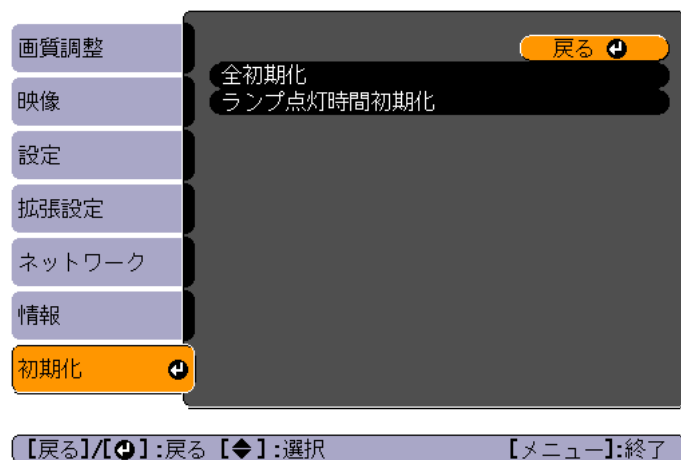 画質調整
映像
設定
拡張設定
ネットワーク
情報
初期化
戻る
全初期化
ランプ点灯時間初期化
【戻る】/【】:戻る 【◆】:選択 【メニュー】:終了